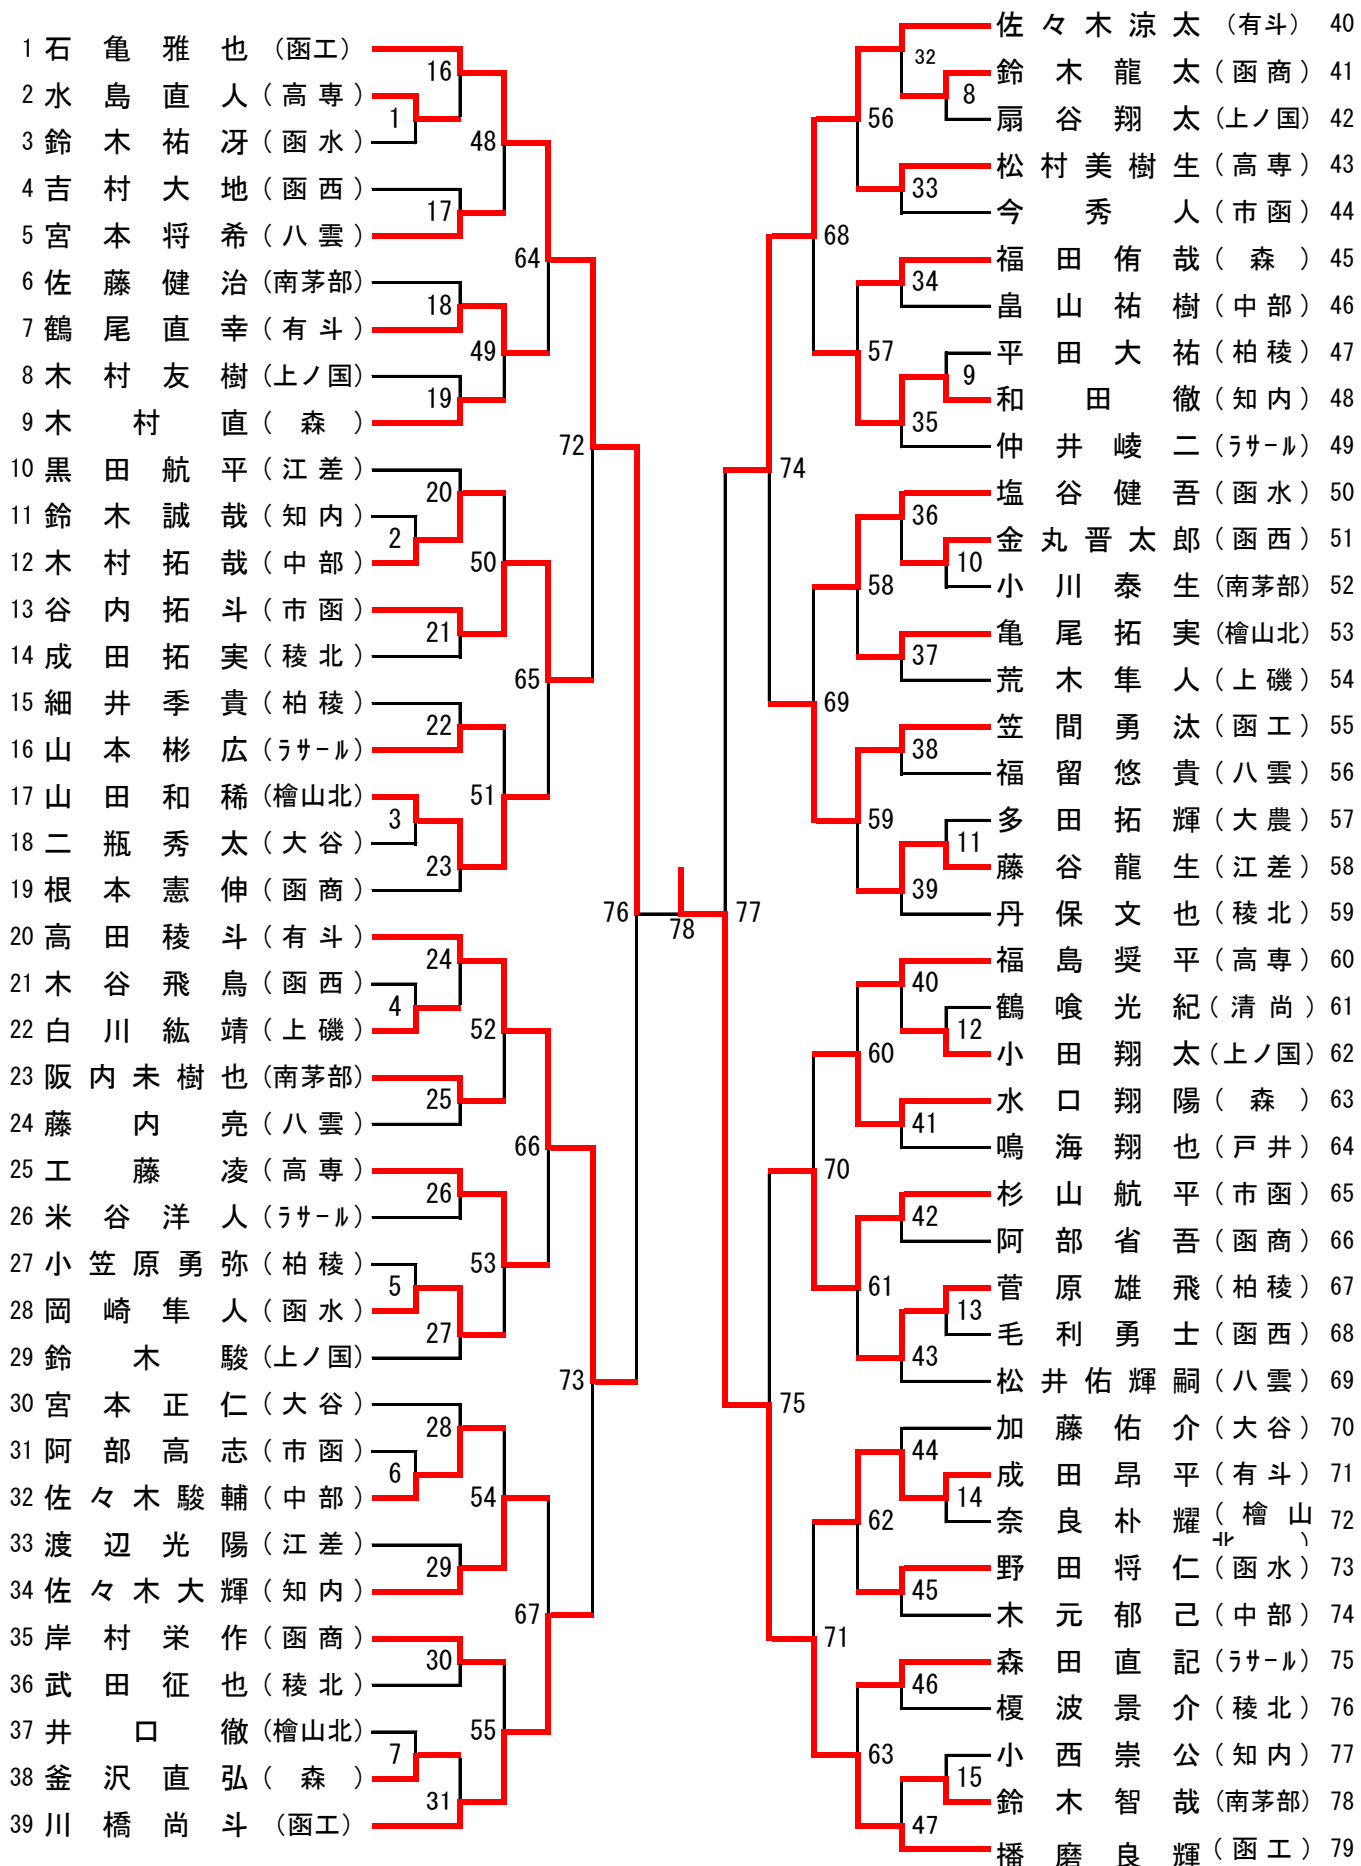 1 石亀雅也 (函工)
2 水島直人 (高専)
3 鈴木祐冴 (函水)
4 吉村大地 (函西)
5 宮本将希 (八雲)
6 佐藤健治 (南茅部)
7 鶴尾直幸 (有斗)
8 木村友樹 (上ノ国)
9 木村直 (森)
10 黒田航平 (江差)
11 鈴木誠哉 (知内)
12 木村拓哉 (中部)
13 谷内拓斗 (市函)
14 成田拓実 (稜北)
15 細井季貴 (柏稜)
16 山本彬広 (ラサール)
17 山田和稀 (檜山北)
18 二瓶秀太 (大谷)
19 根本憲伸 (函商)
20 高田稜斗 (有斗)
21 木谷飛鳥 (函西)
22 白川紘靖 (上磯)
23 阪内未樹也 (南茅部)
24 藤内亮 (八雲)
25 工藤凌 (高専)
26 米谷洋人 (ラサール)
27 小笠原勇弥 (柏稜)
28 岡崎隼人 (函水)
29 鈴木駿 (上ノ国)
30 宮本正仁 (大谷)
31 阿部高志 (市函)
32 佐々木駿輔 (中部)
33 渡辺光陽 (江差)
34 佐々木大輝 (知内)
35 岸村栄作 (函商)
36 武田征也 (稜北)
37 井口徹 (檜山北)
38 釜沢直弘 (森)
39 川橋尚斗 (函工)
1
2
3
4
5
6
7
16
17
18
19
20
21
22
23
24
25
26
27
28
29
30
31
48
49
50
51
52
53
54
55
64
65
66
67
72
73
76
78
77
74
75
68
69
70
71
56
57
58
59
60
61
62
63
32
33
34
35
36
37
38
39
40
41
42
43
44
45
46
47
8
9
10
11
12
13
14
15
佐々木涼太 (有斗) 40
鈴木龍太 (函商) 41
扇谷翔太 (上ノ国) 42
松村美樹生 (高専) 43
今秀人 (市函) 44
福田侑哉 (森) 45
畠山祐樹 (中部) 46
平田大祐 (柏稜) 47
和田徹 (知内) 48
仲井崚二 (ラサール) 49
塩谷健吾 (函水) 50
金丸晋太郎 (函西) 51
小川泰生 (南茅部) 52
亀尾拓実 (檜山北) 53
荒木隼人 (上磯) 54
笠間勇汰 (函工) 55
福留悠貴 (八雲) 56
多田拓輝 (大農) 57
藤谷龍生 (江差) 58
丹保文也 (稜北) 59
福島奨平 (高専) 60
鶴喰光紀 (清尚) 61
小田翔太 (上ノ国) 62
水口翔陽 (森) 63
鳴海翔也 (戸井) 64
杉山航平 (市函) 65
阿部省吾 (函商) 66
菅原雄飛 (柏稜) 67
毛利勇士 (函西) 68
松井佑輝嗣 (八雲) 69
加藤佑介 (大谷) 70
成田昂平 (有斗) 71
奈良朴耀 (檜山北) 72
野田将仁 (函水) 73
木元郁己 (中部) 74
森田直記 (ラサール) 75
榎波景介 (稜北) 76
小西崇公 (知内) 77
鈴木智哉 (南茅部) 78
播磨良輝 (函工) 79